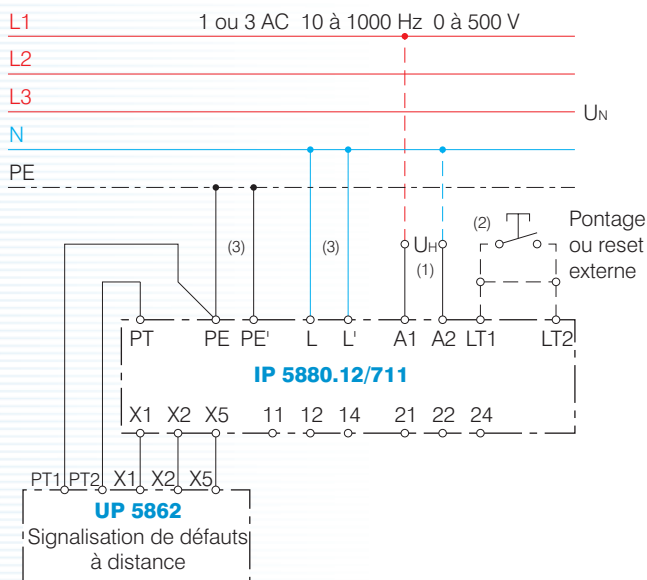 L1 1 ou 3 AC 10 à 1000 Hz 0 à 500 V
L2
L3
UN
N
PE
(2) Pontage
ou reset
externe
(3) (3) UH
(1)
PT PE PE' L L' A1 A2 LT1 LT2
IP 5880.12/711
X1 X2 X5 11 12 14 21 22 24
PT1 PT2 X1 X2 X5
UP 5862
Signalisation de défauts
à distance